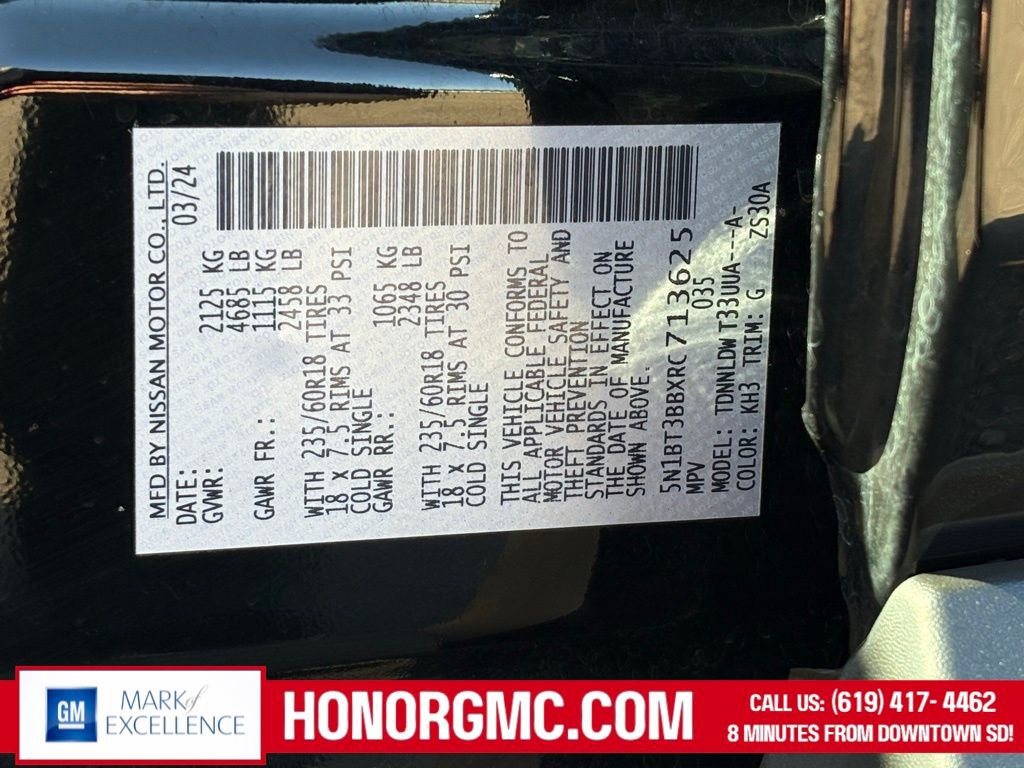 MFD BY NISSAN MOTOR CO., LTD.
DATE: 03/24
GVWR: 2125 KG
4685 LB
GAWR FR.: 1115 KG
2458 LB
WITH 235/60R18 TIRES
18 X 7.5 RIMS AT 33 PSI
COLD SINGLE
GAWR RR.: 1065 KG
2348 LB
WITH 235/60R18 TIRES
18 X 7.5 RIMS AT 30 PSI
COLD SINGLE
THIS VEHICLE CONFORMS TO
ALL APPLICABLE FEDERAL
MOTOR VEHICLE SAFETY AND
THEFT PREVENTION
STANDARDS IN EFFECT ON
THE DATE OF MANUFACTURE
SHOWN ABOVE.
5N1BT3BBXRC713625
MPV 035
MODEL: TDNNLDW T33UUA---A-
COLOR: KH3 TRIM: G ZS30A
GM
MARK of
EXCELLENCE
HONORGMC.COM
CALL US: (619) 417- 4462
8 MINUTES FROM DOWNTOWN SD!